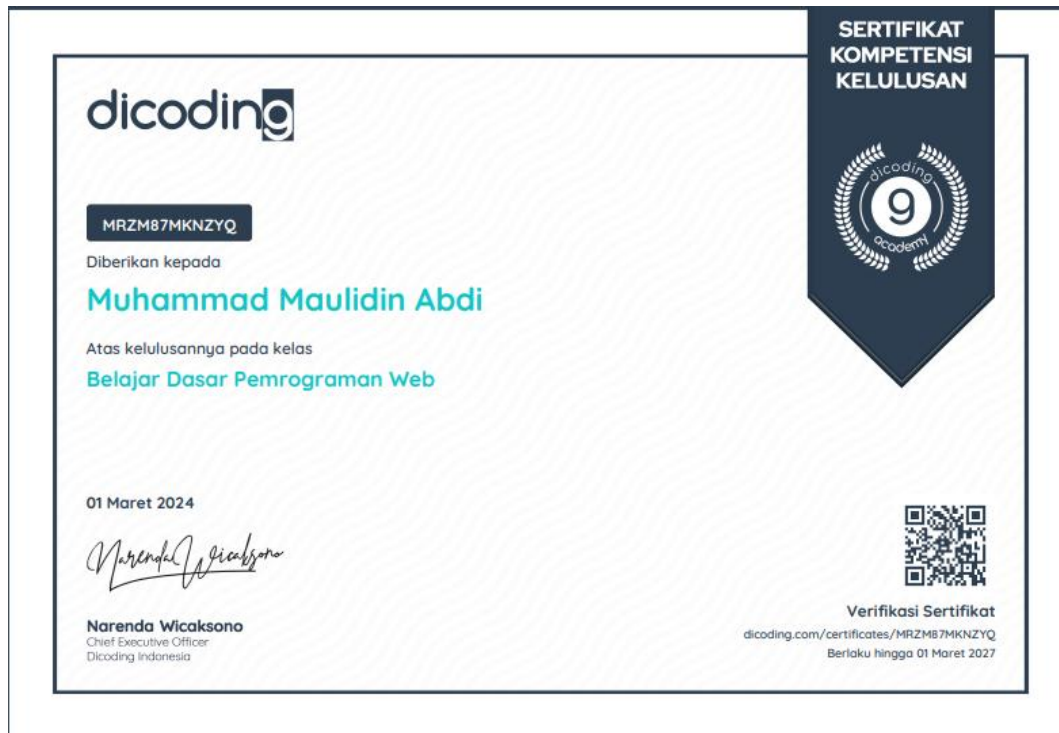 SERTIFIKAT
KOMPETENSI
KELULUSAN
dicoding
dicoding
academy
MRZM87MKNZYQ
Diberikan kepada
Muhammad Maulidin Abdi
Atas kelulusannya pada kelas
Belajar Dasar Pemrograman Web
01 Maret 2024
Narenda Wicaksono
Narenda Wicaksono
Chief Executive Officer
Dicoding Indonesia
Verifikasi Sertifikat
dicoding.com/certificates/MRZM87MKNZYQ
Berlaku hingga 01 Maret 2027